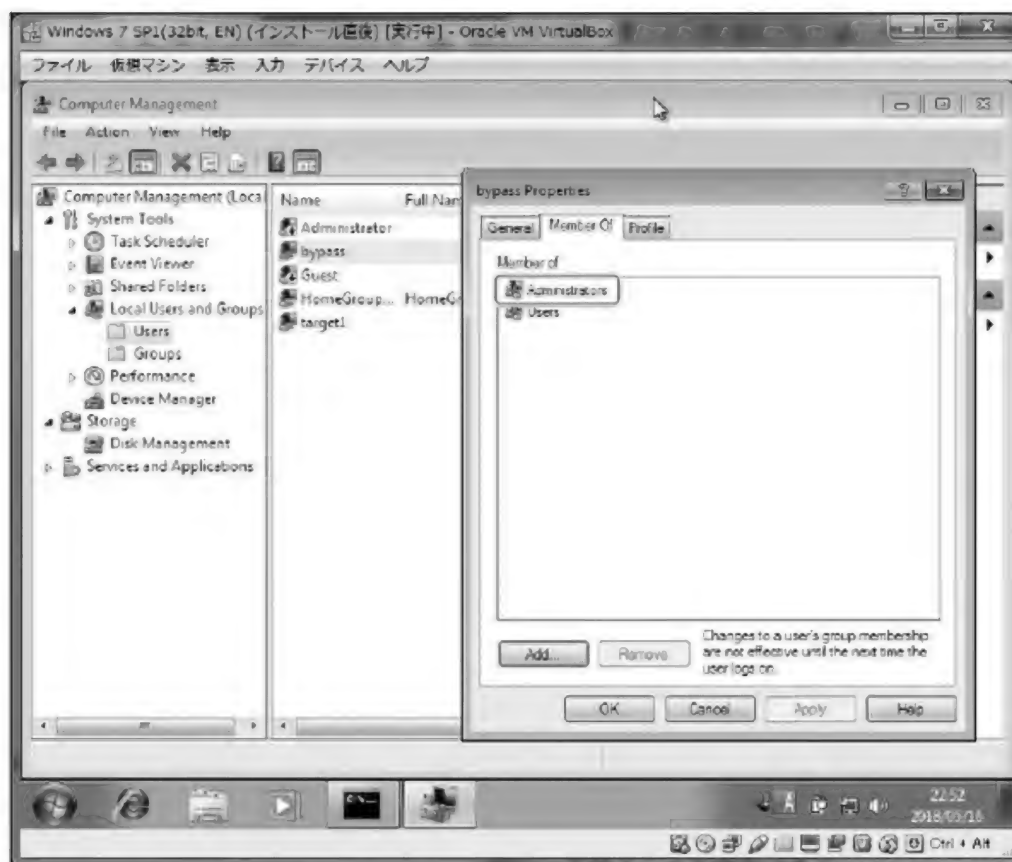 Windows 7 SP1(32bit, EN) (インストール直後) [実行中] - Oracle VM VirtualBox
ファイル 仮想マシン 表示 入力 デバイス ヘルプ
Computer Management
File Action View Help
Computer Management (Loca
System Tools
Task Scheduler
Event Viewer
Shared Folders
Local Users and Groups
Users
Groups
Performance
Device Manager
Storage
Disk Management
Services and Applications
Name Full Nam
Administrator
bypass
Guest
HomeGroup... HomeGr
target1
bypass Properties
General Member Of Profile
Member of
Administrators
Users
Add... Remove
Changes to a user's group membership
are not effective until the next time the
user logs on.
OK Cancel Apply Help
22:52
2018/05/16
Ctrl + Alt